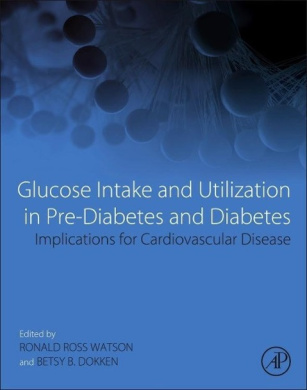 Glucose Intake and Utilization
in Pre-Diabetes and Diabetes
Implications for Cardiovascular Disease
Edited by
RONALD ROSS WATSON
and BETSY B. DOKKEN
AP